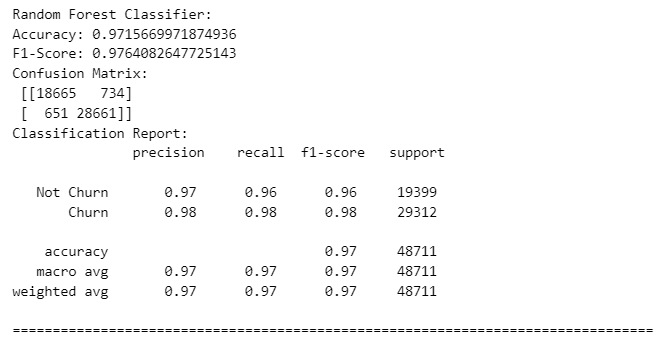 Random Forest Classifier:
Accuracy: 0.9715669971874936
F1-Score: 0.9764082647725143
Confusion Matrix:
[[18665   734]
[  651 28661]]
Classification Report:
precision    recall  f1-score   support
Not Churn       0.97      0.96      0.96     19399
Churn       0.98      0.98      0.98     29312
accuracy                           0.97     48711
macro avg       0.97      0.97      0.97     48711
weighted avg       0.97      0.97      0.97     48711
================================================================================